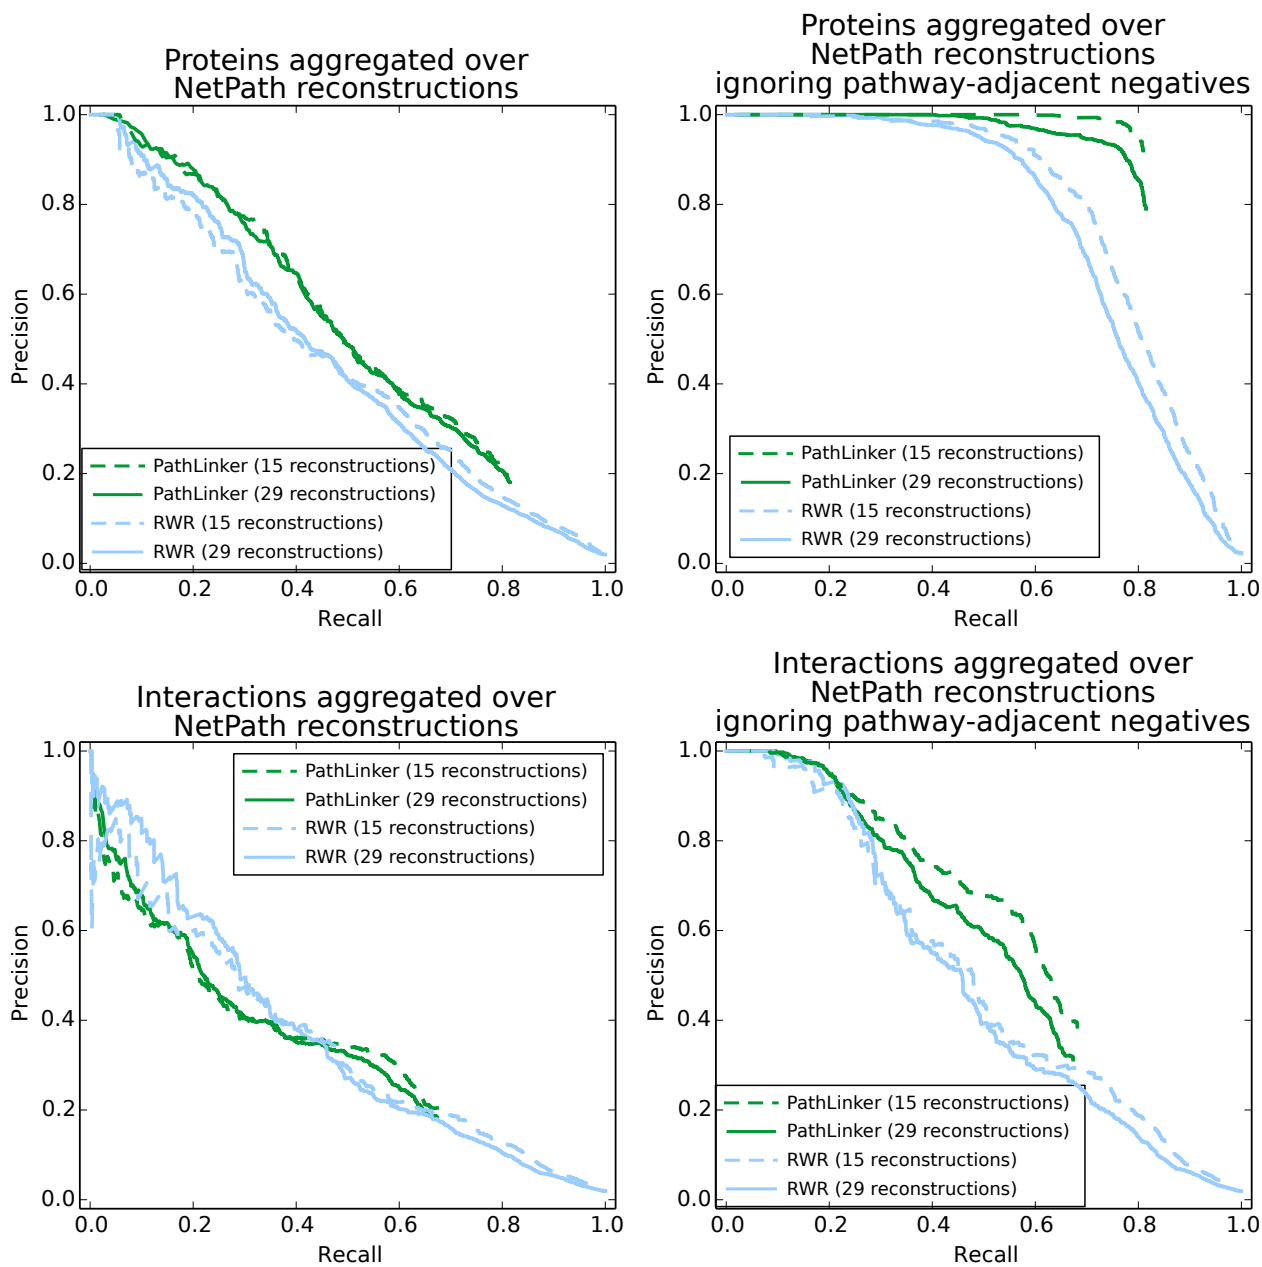 Proteins aggregated over
NetPath reconstructions
1.0
0.8
0.6
0.4
0.2
0.0
Precision
PathLinker (15 reconstructions)
PathLinker (29 reconstructions)
RWR (15 reconstructions)
RWR (29 reconstructions)
0.0 0.2 0.4 0.6 0.8 1.0
Recall
Proteins aggregated over
NetPath reconstructions
ignoring pathway-adjacent negatives
1.0
0.8
0.6
0.4
0.2
0.0
Precision
PathLinker (15 reconstructions)
PathLinker (29 reconstructions)
RWR (15 reconstructions)
RWR (29 reconstructions)
0.0 0.2 0.4 0.6 0.8 1.0
Recall
Interactions aggregated over
NetPath reconstructions
1.0
0.8
0.6
0.4
0.2
0.0
Precision
PathLinker (15 reconstructions)
PathLinker (29 reconstructions)
RWR (15 reconstructions)
RWR (29 reconstructions)
0.0 0.2 0.4 0.6 0.8 1.0
Recall
Interactions aggregated over
NetPath reconstructions
ignoring pathway-adjacent negatives
1.0
0.8
0.6
0.4
0.2
0.0
Precision
PathLinker (15 reconstructions)
PathLinker (29 reconstructions)
RWR (15 reconstructions)
RWR (29 reconstructions)
0.0 0.2 0.4 0.6 0.8 1.0
Recall